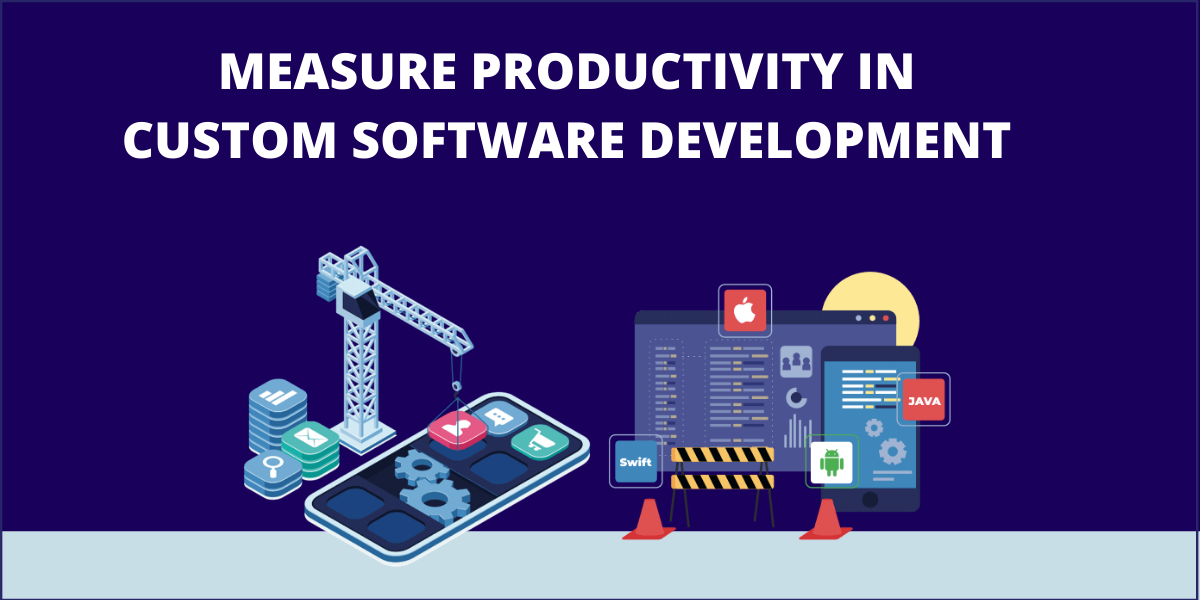 MEASURE PRODUCTIVITY IN
CUSTOM SOFTWARE DEVELOPMENT
JAVA
Swift